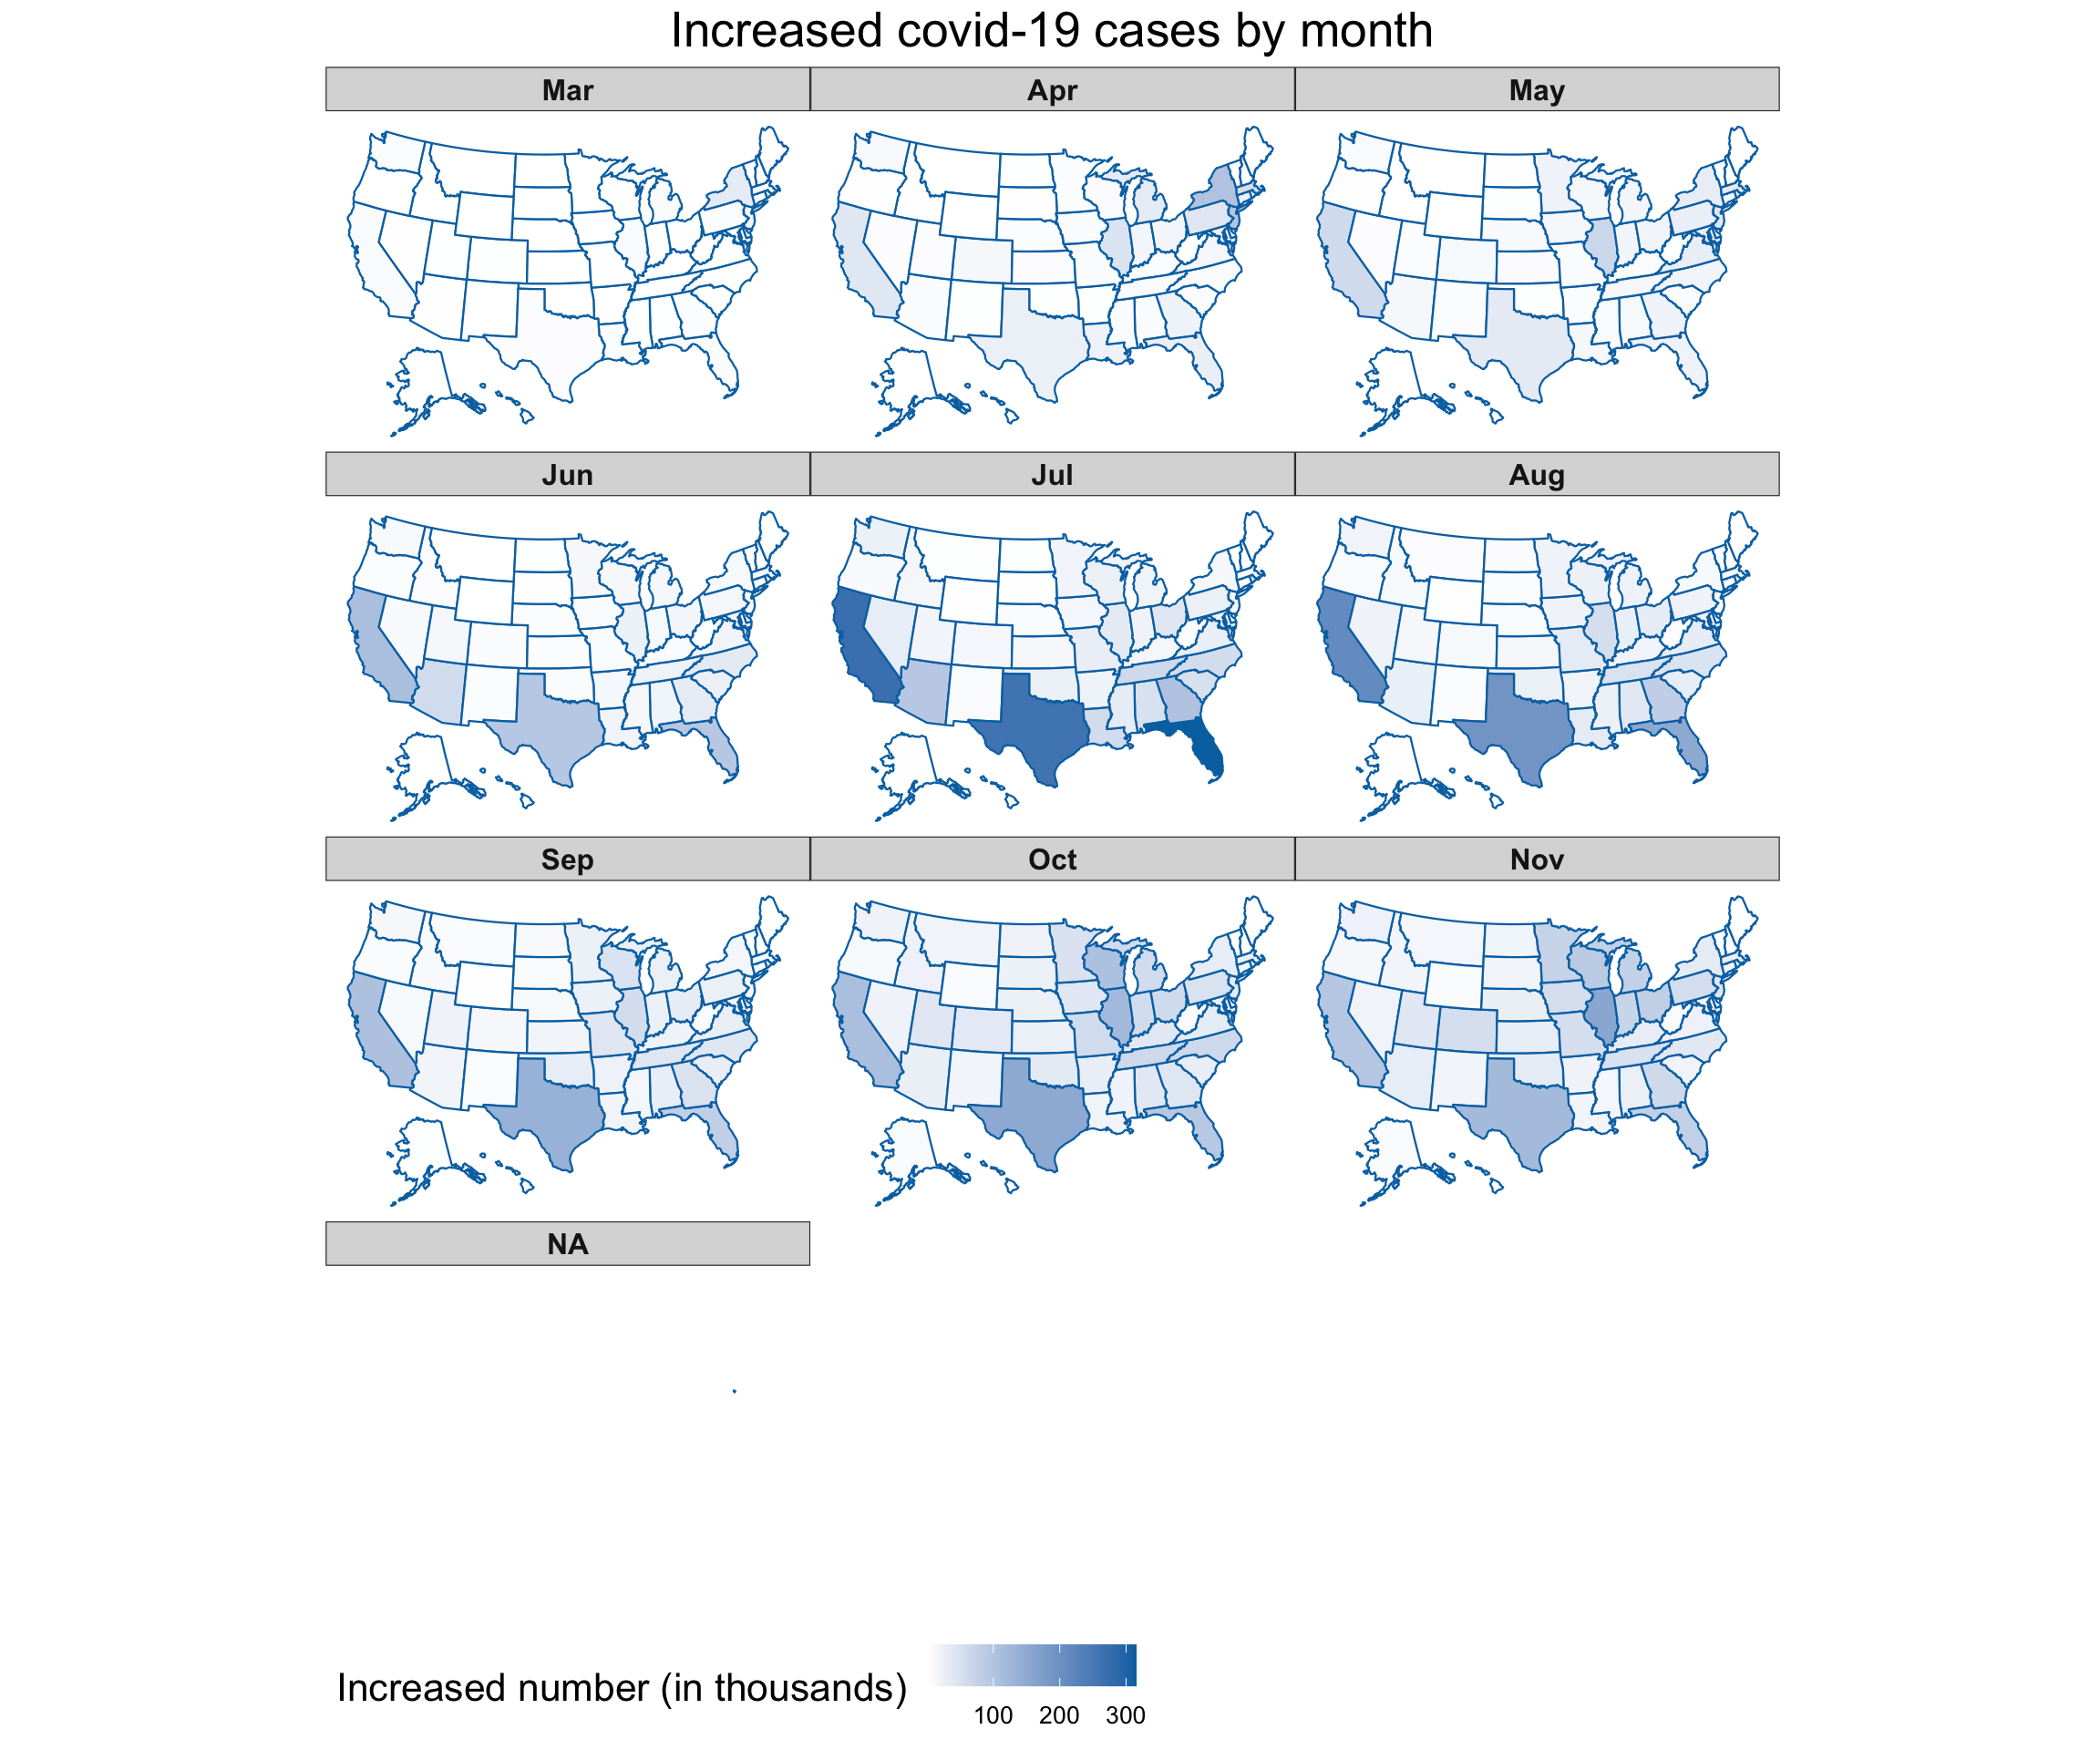 Increased covid-19 cases by month
Mar Apr May
Jun Jul Aug
Sep Oct Nov
NA
Increased number (in thousands)
100 200 300